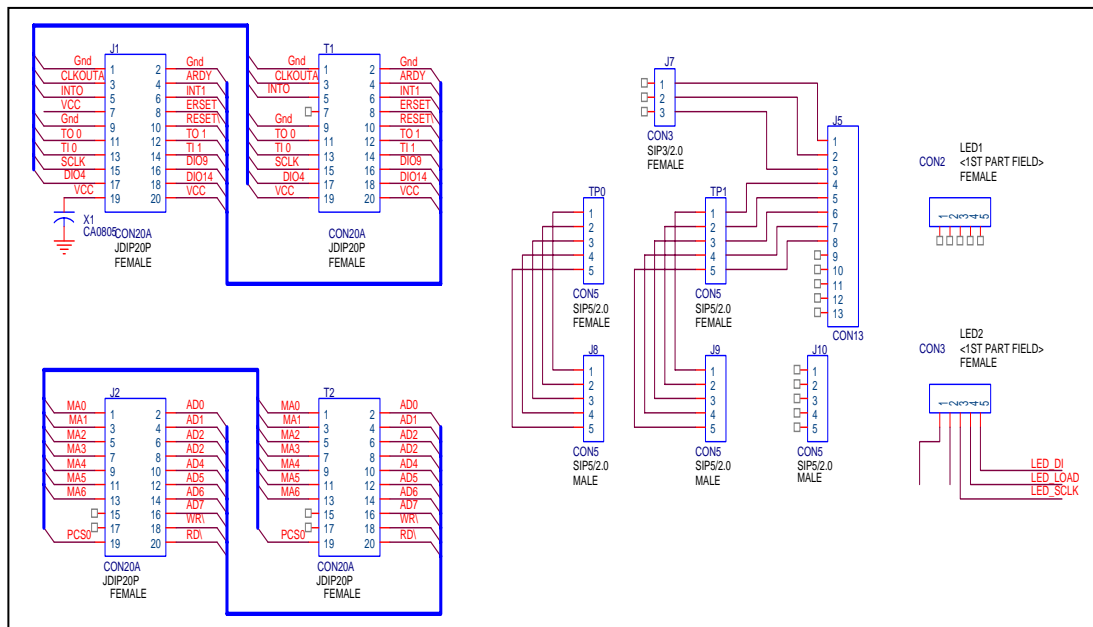 J1
Gnd 1 2 Gnd
CLKOUTA 3 4 ARDY
INTO 5 6 INT1
VCC 7 8 ERSET
Gnd 9 10 RESET\
TO 0 11 12 TO 1
TI 0 13 14 TI 1
SCLK 15 16 DIO9
DIO4 17 18 DIO14
VCC 19 20 VCC
X1
CA0805
CON20A
JDIP20P
FEMALE
T1
Gnd 1 2 Gnd
CLKOUTA 3 4 ARDY
INTO 5 6 INT1
7 8 ERSET
Gnd 9 10 RESET\
TO 0 11 12 TO 1
TI 0 13 14 TI 1
SCLK 15 16 DIO9
DIO4 17 18 DIO14
VCC 19 20 VCC
CON20A
JDIP20P
FEMALE
J7
1
2
3
CON3
SIP3/2.0
FEMALE
J5
1
2
3
4
5
6
7
8
9
10
11
12
13
CON13
TP0
1
2
3
4
5
CON5
SIP5/2.0
FEMALE
TP1
1
2
3
4
5
CON5
SIP5/2.0
FEMALE
LED1
CON2 <1ST PART FIELD>
FEMALE
1 2 3 4 5
J2
MA0 1 2 AD0
MA1 3 4 AD1
MA2 5 6 AD2
MA3 7 8 AD2
MA4 9 10 AD4
MA5 11 12 AD5
MA6 13 14 AD6
15 16 AD7
17 18 WR\
PCS0 19 20 RD\
CON20A
JDIP20P
FEMALE
T2
MA0 1 2 AD0
MA1 3 4 AD1
MA2 5 6 AD2
MA3 7 8 AD2
MA4 9 10 AD4
MA5 11 12 AD5
MA6 13 14 AD6
15 16 AD7
17 18 WR\
PCS0 19 20 RD\
CON20A
JDIP20P
FEMALE
J8
1
2
3
4
5
CON5
SIP5/2.0
MALE
J9
1
2
3
4
5
CON5
SIP5/2.0
MALE
J10
1
2
3
4
5
CON5
SIP5/2.0
MALE
LED2
CON3 <1ST PART FIELD>
FEMALE
1 2 3 4 5
LED_DI
LED_LOAD
LED_SCLK